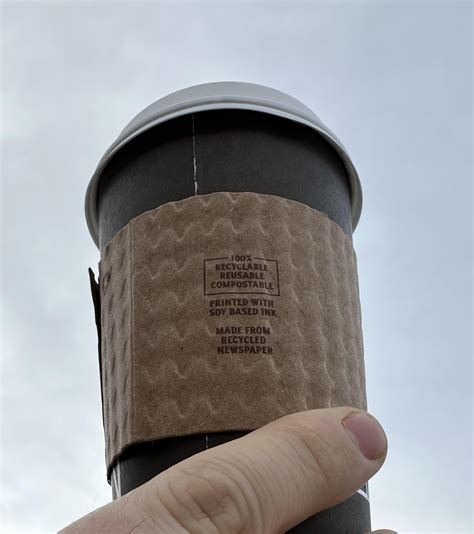 100%
RECYCLABLE
REUSABLE
COMPOSTABLE
PRINTED WITH
SOY BASED INK
MADE FROM
RECYCLED
NEWSPAPER